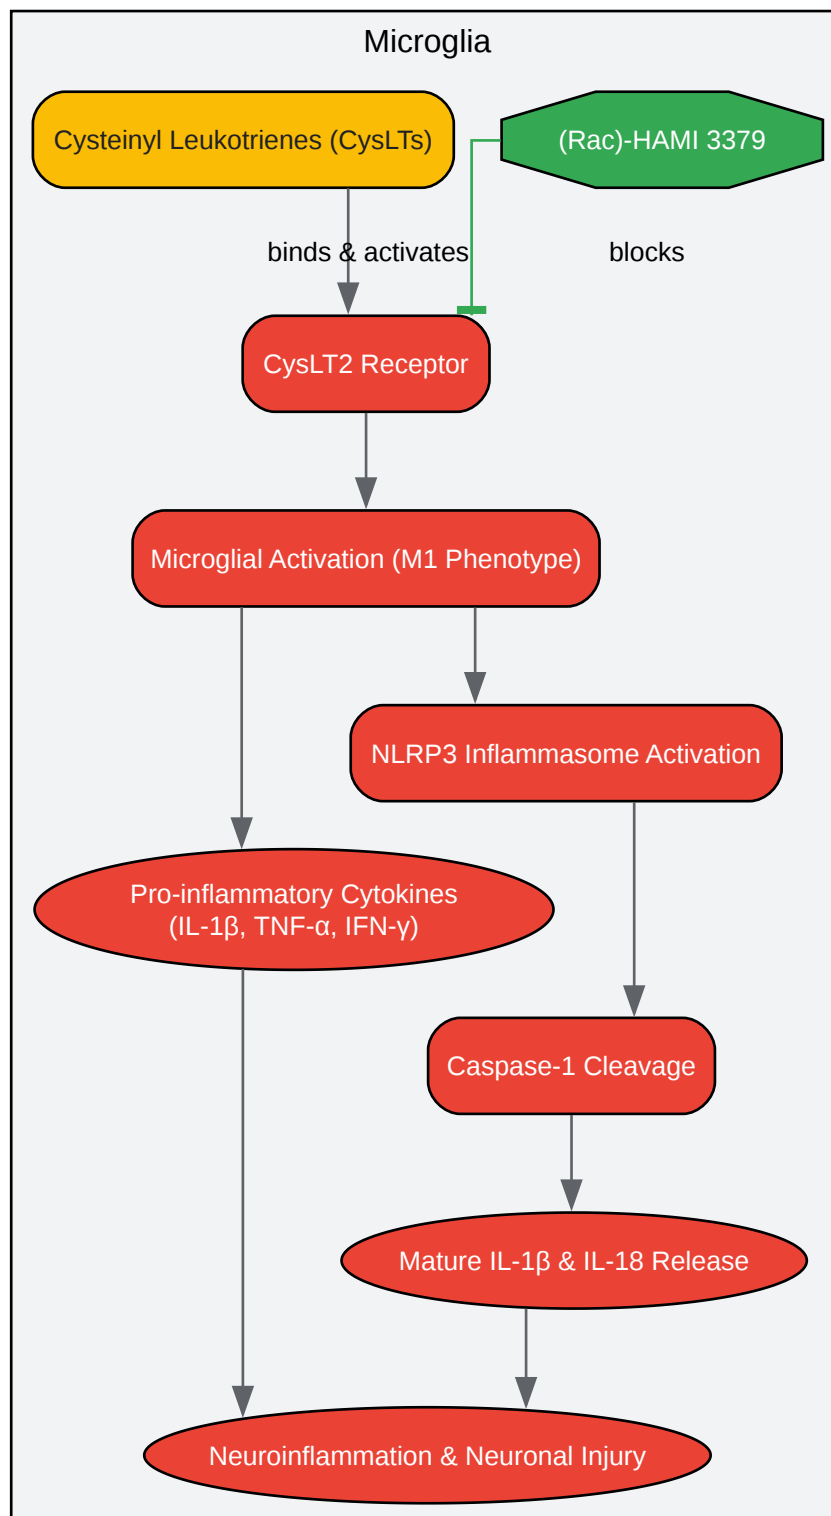 Microglia
Cysteinyl Leukotrienes (CysLTs)
(Rac)-HAMI 3379
binds & activates
blocks
CysLT2 Receptor
Microglial Activation (M1 Phenotype)
NLRP3 Inflammasome Activation
Pro-inflammatory Cytokines
(IL-1β, TNF-α, IFN-γ)
Caspase-1 Cleavage
Mature IL-1β & IL-18 Release
Neuroinflammation & Neuronal Injury